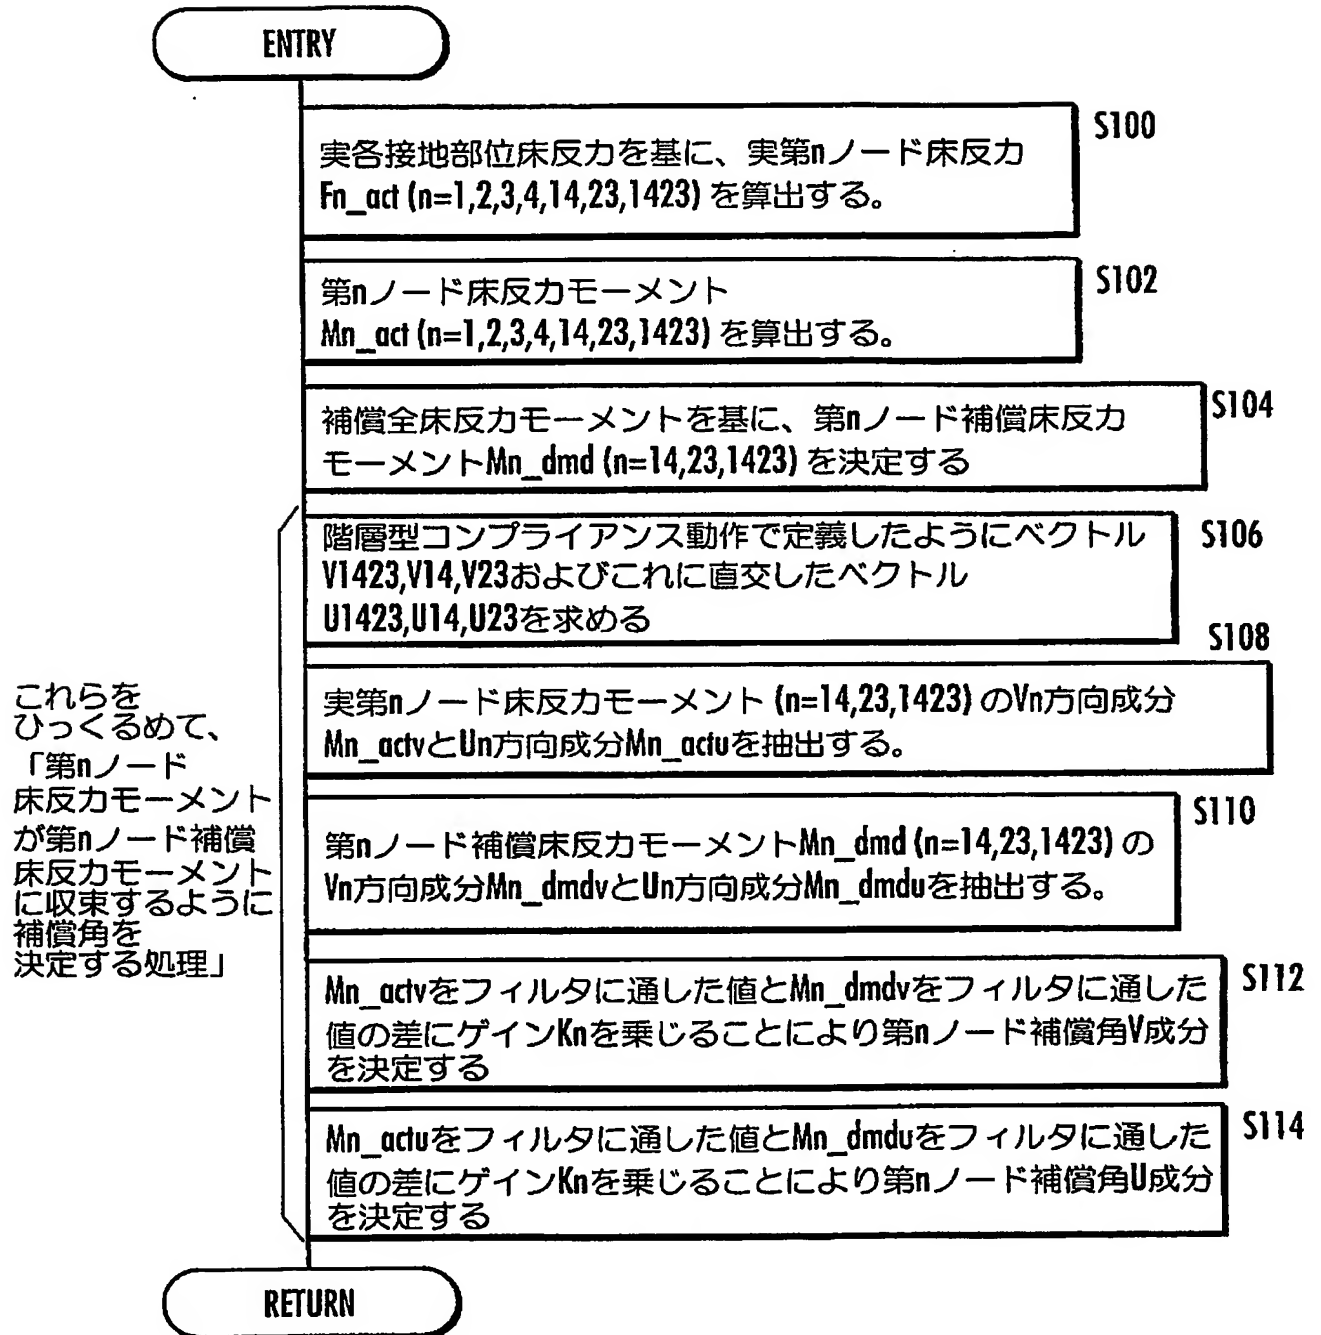 ENTRY
S100
実各接地部位床反力を基に、実第nノード床反力
Fn_act (n=1,2,3,4,14,23,1423) を算出する。
S102
第nノード床反力モーメント
Mn_act (n=1,2,3,4,14,23,1423) を算出する。
S104
補償全床反力モーメントを基に、第nノード補償床反力
モーメントMn_dmd (n=14,23,1423) を決定する
S106
階層型コンプライアンス動作で定義したようにベクトル
V1423,V14,V23およびこれに直交したベクトル
U1423,U14,U23を求める
S108
実第nノード床反力モーメント (n=14,23,1423) のVn方向成分
Mn_actvとUn方向成分Mn_actuを抽出する。
S110
第nノード補償床反力モーメントMn_dmd (n=14,23,1423) の
Vn方向成分Mn_dmdvとUn方向成分Mn_dmduを抽出する。
S112
Mn_actvをフィルタに通した値とMn_dmdvをフィルタに通した
値の差にゲインKnを乗じることにより第nノード補償角V成分
を決定する
S114
Mn_actuをフィルタに通した値とMn_dmduをフィルタに通した
値の差にゲインKnを乗じることにより第nノード補償角U成分
を決定する
これらを
ひっくるめて、
「第nノード
床反力モーメント
が第nノード補償
床反力モーメント
に収束するように
補償角を
決定する処理」
RETURN